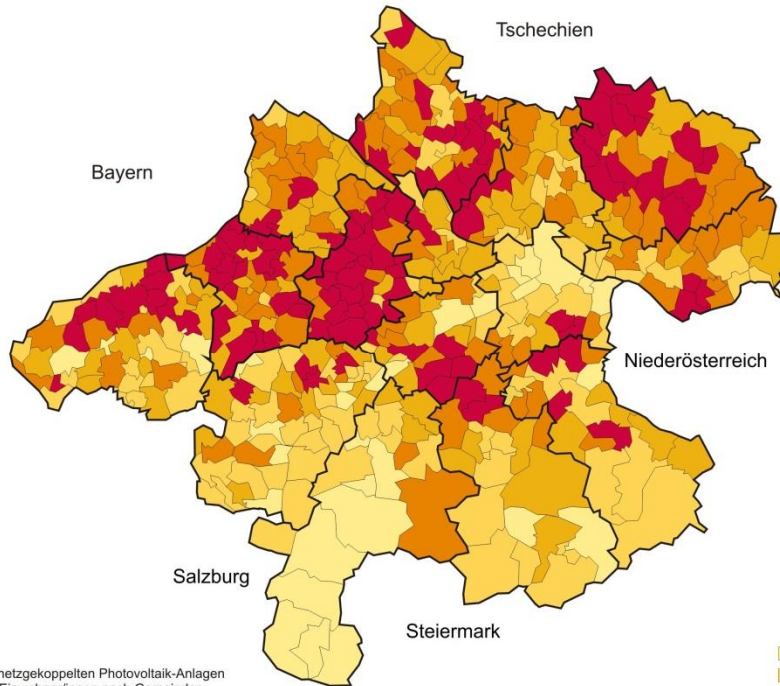 Tschechien
Bayern
Niederösterreich
Salzburg
Steiermark
netzgekoppelten Photovoltaik-Anlagen